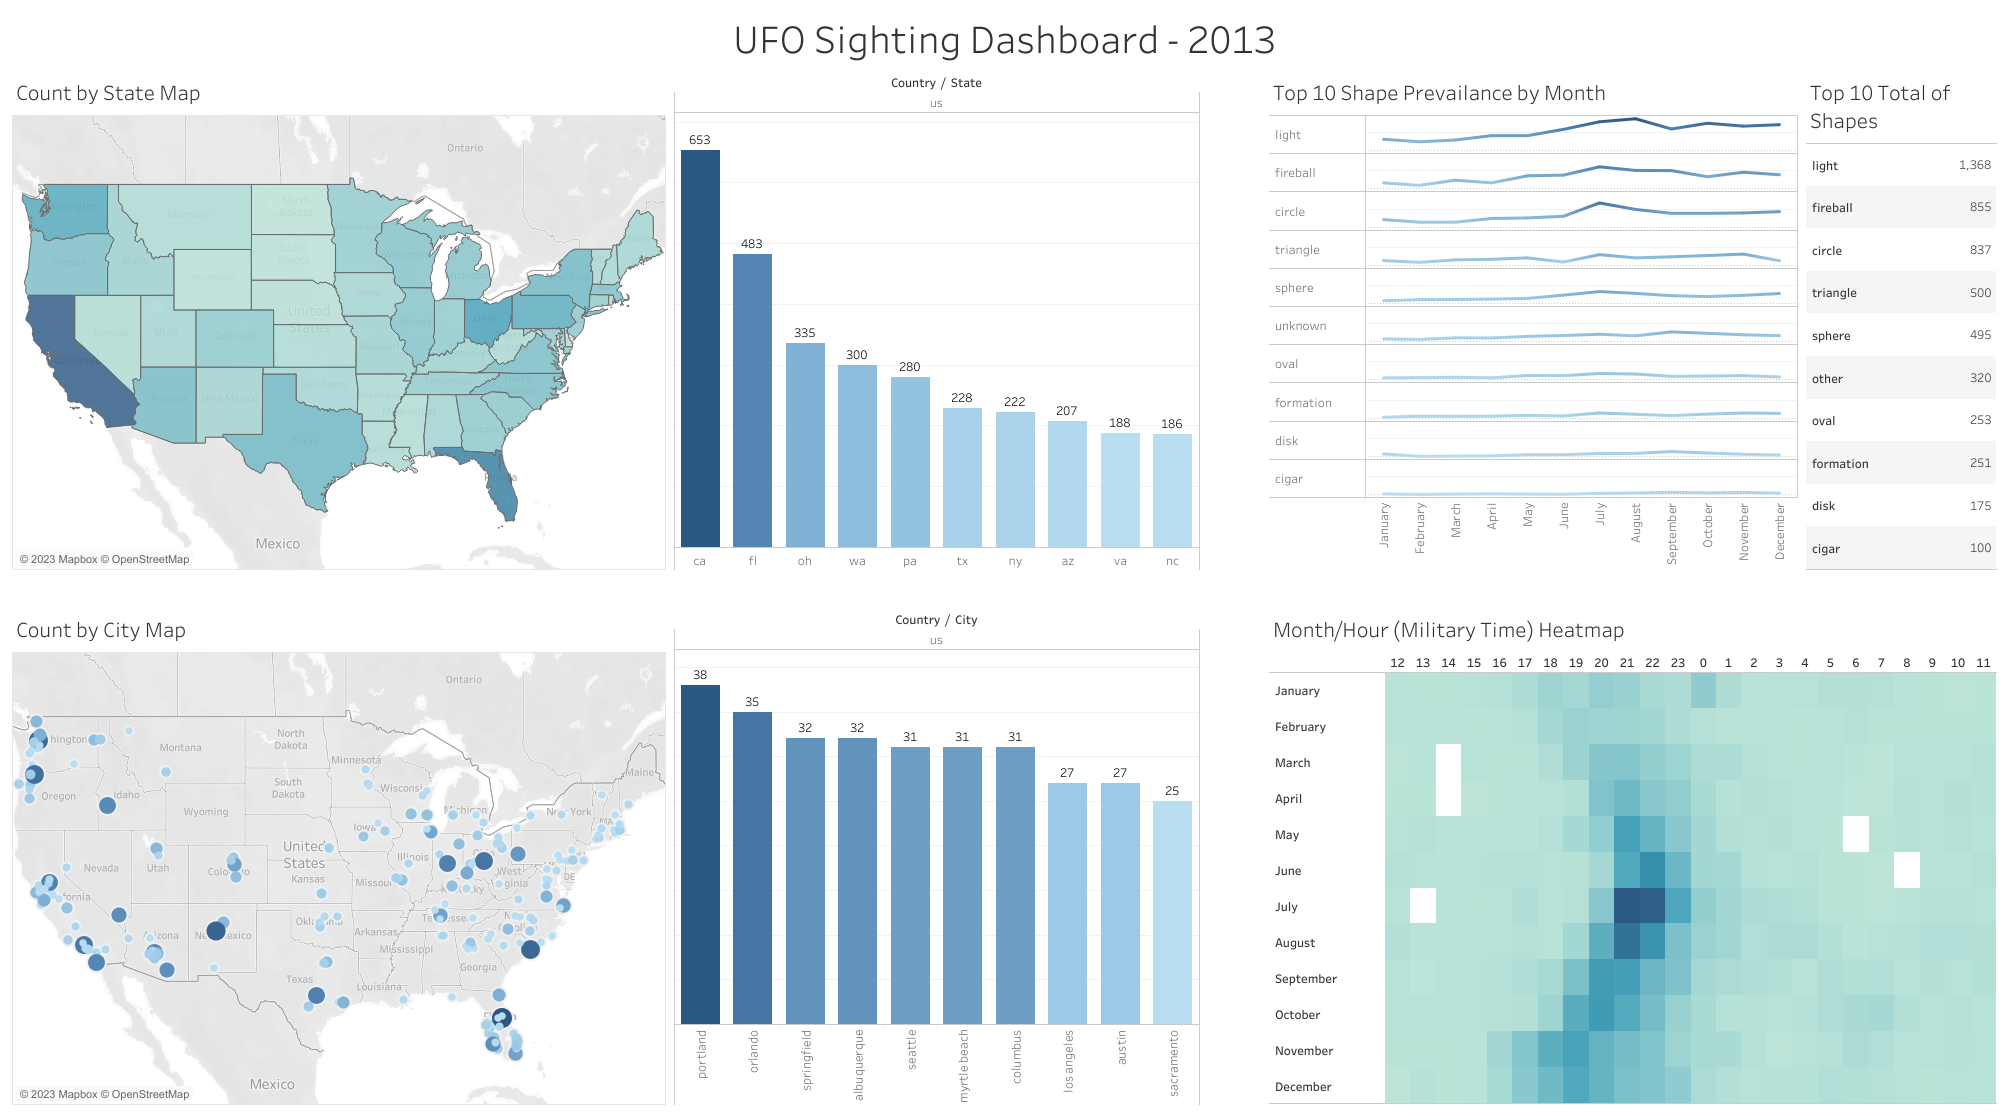 UFO Sighting Dashboard - 2013
Count by State Map
Ontario
Washington
Montana
North
Dakota
Minnesota
Oregon
Idaho
South
Dakota
Wisconsin
Michigan
Wyoming
Iowa
New York
Nevada
Utah
United
States
Colorado
Illinois
Ohio
California
Missouri
Kentucky
Arizona
New Mexico
Oklahoma
Arkansas
Tennessee
North
Carolina
Mississippi
Georgia
Texas
Florida
Mexico
© 2023 Mapbox © OpenStreetMap
Country / State
us
653
483
335
300
280
228
222
207
188
186
ca
fl
oh
wa
pa
tx
ny
az
va
nc
Top 10 Shape Prevailance by Month
light
fireball
circle
triangle
sphere
unknown
oval
formation
disk
cigar
January
February
March
April
May
June
July
August
September
October
November
December
Top 10 Total of
Shapes
light 1,368
fireball 855
circle 837
triangle 500
sphere 495
other 320
oval 253
formation 251
disk 175
cigar 100
Count by City Map
Ontario
hington
Montana
North
Dakota
Minnesota
Maine
Oregon
Idaho
South
Dakota
Wisconsi
Michigan
Wyoming
Iowa
New York
Nevada
Utah
United
States
Colorado
Illinois
West
ginia
DE
Kansas
Missouri
fornia
Arizona
New Mexico
Oklahoma
Arkansas
Mississippi
Georgia
Texas
Louisiana
Mexico
© 2023 Mapbox © OpenStreetMap
Country / City
us
38
35
32
32
31
31
31
27
27
25
portland
orlando
springfield
albuquerque
seattle
myrtle beach
columbus
los angeles
austin
sacramento
Month/Hour (Military Time) Heatmap
12 13 14 15 16 17 18 19 20 21 22 23 0 1 2 3 4 5 6 7 8 9 10 11
January
February
March
April
May
June
July
August
September
October
November
December